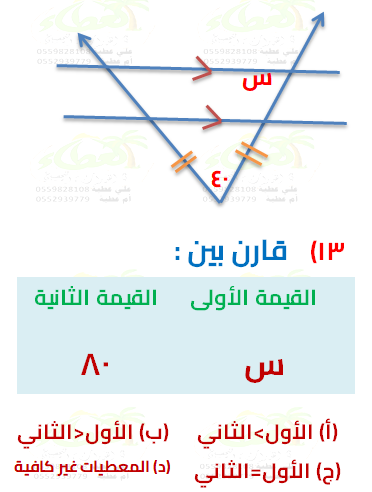 س
٤٠
١٣) قارن بين :
القيمة الأولى القيمة الثانية
س ٨٠
(أ) الأول>الثاني (ب) الأول<الثاني
(ج) الأول=الثاني (د) المعطيات غير كافية